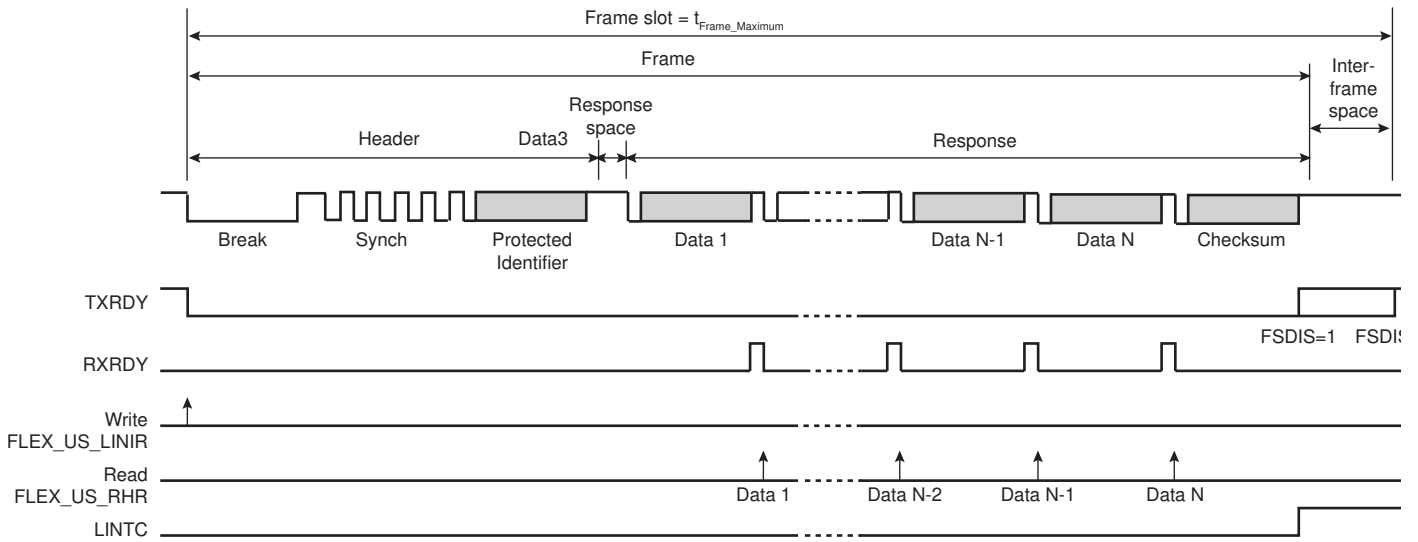 Frame slot = tFrame_Maximum
Frame
Inter-
frame
space
Response
space
Header
Data3
Response
Break
Synch
Protected
Identifier
Data 1
Data N-1
Data N
Checksum
TXRDY
FSDIS=1
FSDIS
RXRDY
Write
FLEX_US_LINIR
Read
FLEX_US_RHR
Data 1
Data N-2
Data N-1
Data N
LINTC